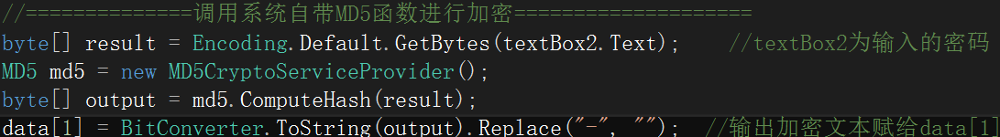 //==============调用系统自带MD5函数进行加密====================
byte[] result = Encoding.Default.GetBytes(textBox2.Text);    //textBox2为输入的密码
MD5 md5 = new MD5CryptoServiceProvider();
byte[] output = md5.ComputeHash(result);
data[1] = BitConverter.ToString(output).Replace("-", "");  //输出加密文本赋给data[1]